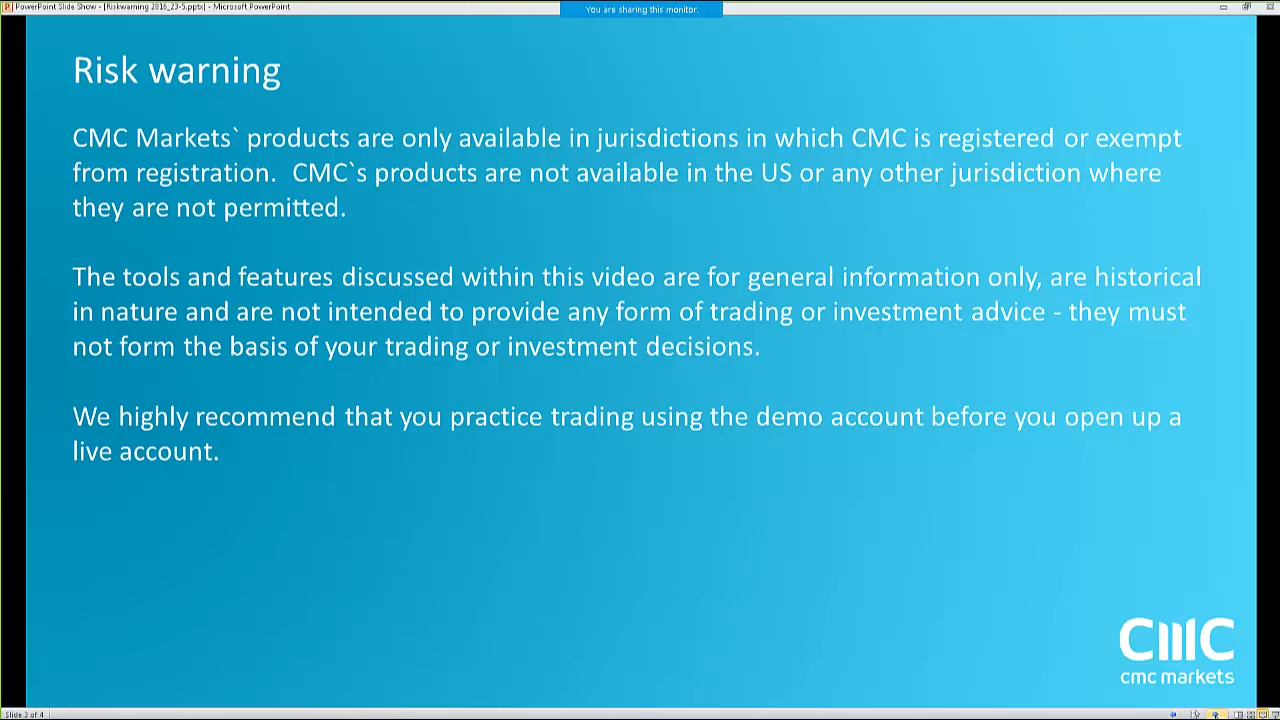 PowerPoint Slide Show - [Riskwarning 2016_23-5.pptx] - Microsoft PowerPoint
You are sharing this monitor.
Risk warning
CMC Markets` products are only available in jurisdictions in which CMC is registered or exempt
from registration.  CMC`s products are not available in the US or any other jurisdiction where
they are not permitted.
The tools and features discussed within this video are for general information only, are historical
in nature and are not intended to provide any form of trading or investment advice - they must
not form the basis of your trading or investment decisions.
We highly recommend that you practice trading using the demo account before you open up a
live account.
CMC
cmc markets
Slide 3 of 4